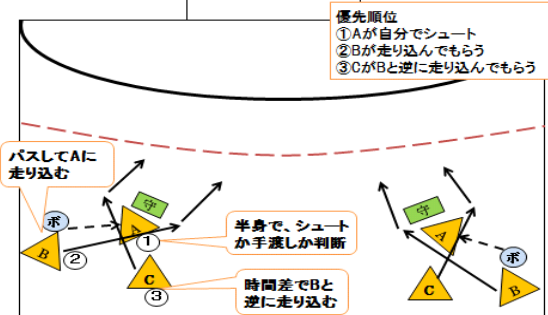 優先順位
①Aが自分でシュート
②Bが走り込んでもらう
③CがBと逆に走り込んでもらう
パスしてAに
走り込む
守
守
ボ
A
①
半身で、シュート
か手渡しか判断
A
ボ
B
②
C
③
時間差でBと
逆に走り込む
C
B